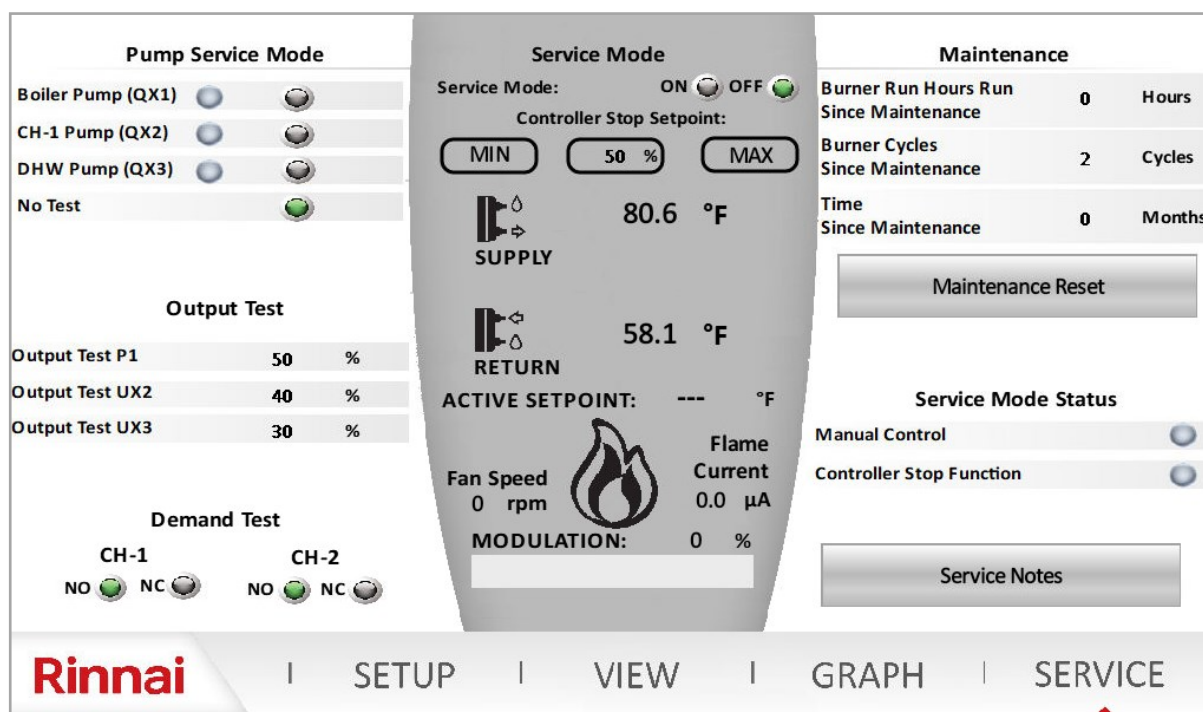 Pump Service Mode
Boiler Pump (QX1)
CH-1 Pump (QX2)
DHW Pump (QX3)
No Test
Output Test
Output Test P1 50 %
Output Test UX2 40 %
Output Test UX3 30 %
Demand Test
CH-1 CH-2
NO NC NO NC
Service Mode
Service Mode: ON OFF
Controller Stop Setpoint:
MIN 50 % MAX
80.6 °F
SUPPLY
58.1 °F
RETURN
ACTIVE SETPOINT: --- °F
Flame
Current
0.0 µA
Fan Speed
0 rpm
MODULATION: 0 %
Maintenance
Burner Run Hours Run
Since Maintenance 0 Hours
Burner Cycles
Since Maintenance 2 Cycles
Time
Since Maintenance 0 Months
Maintenance Reset
Service Mode Status
Manual Control
Controller Stop Function
Service Notes
Rinnai | SETUP | VIEW | GRAPH | SERVICE